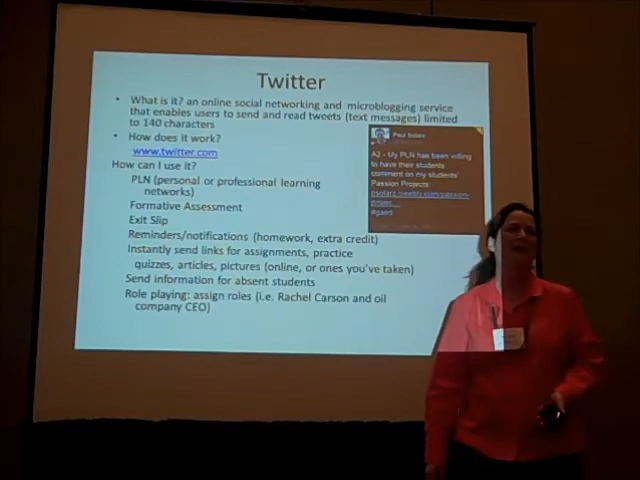 Twitter
• What is it? an online social networking and microblogging service
that enables users to send and read tweets (text messages) limited
to 140 characters
• How does it work?
www.twitter.com
How can I use it?
PLN (personal or professional learning
networks)
Formative Assessment
Exit Slip
Reminders/notifications (homework, extra credit)
Instantly send links for assignments, practice
quizzes, articles, pictures (online, or ones you've taken)
Send information for absent students
Role playing: assign roles (i.e. Rachel Carson and oil
company CEO)
Paul
A2 - My PLN has been willing
to have their students
comment on my students'
Passion Projects